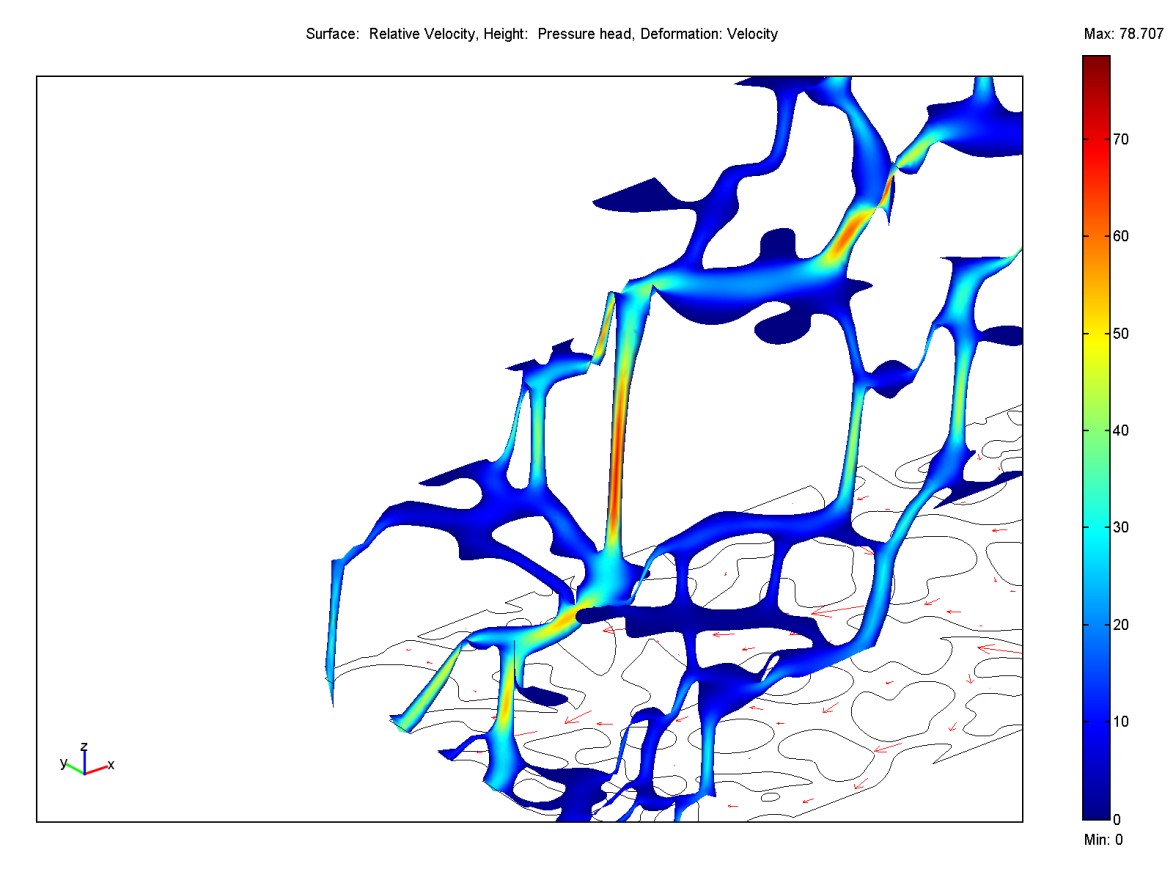 Surface:  Relative Velocity, Height:  Pressure head, Deformation: Velocity
Max: 78.707
70
60
50
40
30
20
10
0
Min: 0
z
y
x